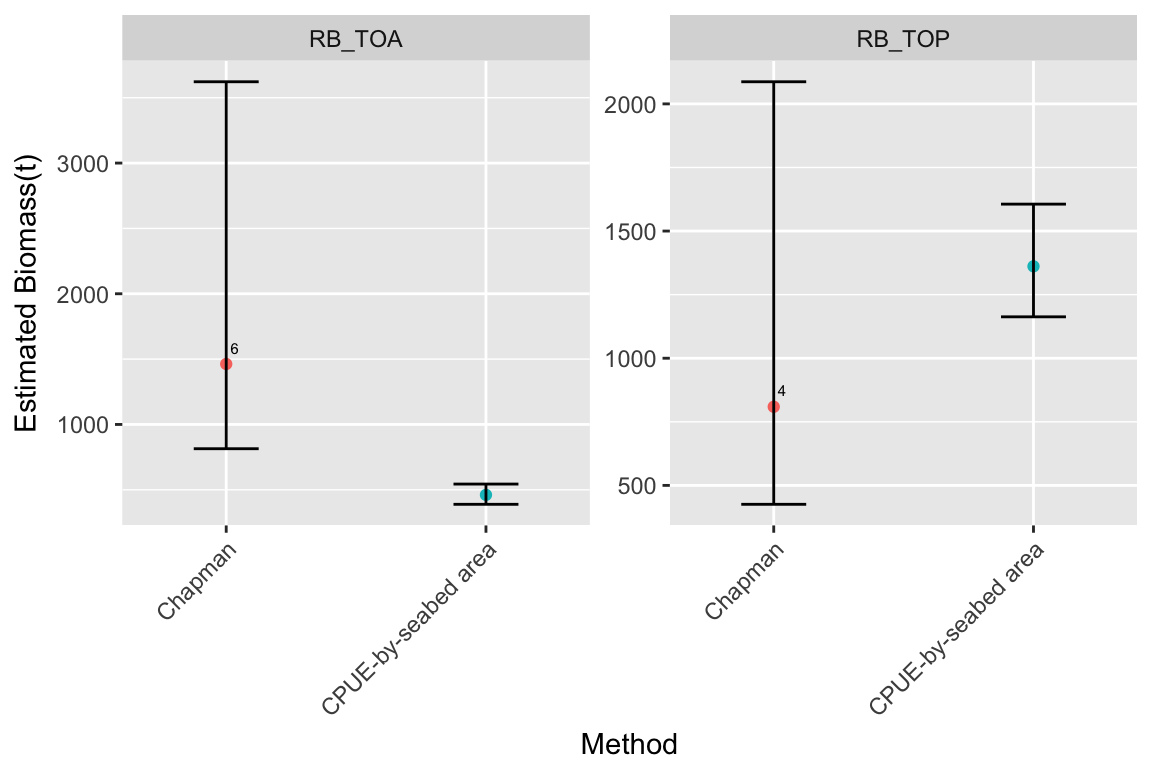 RB_TOA
RB_TOP
Estimated Biomass(t)
3000
2000
1000
6
2000
1500
1000
500
4
Chapman
CPUE-by-seabed area
Chapman
CPUE-by-seabed area
Method